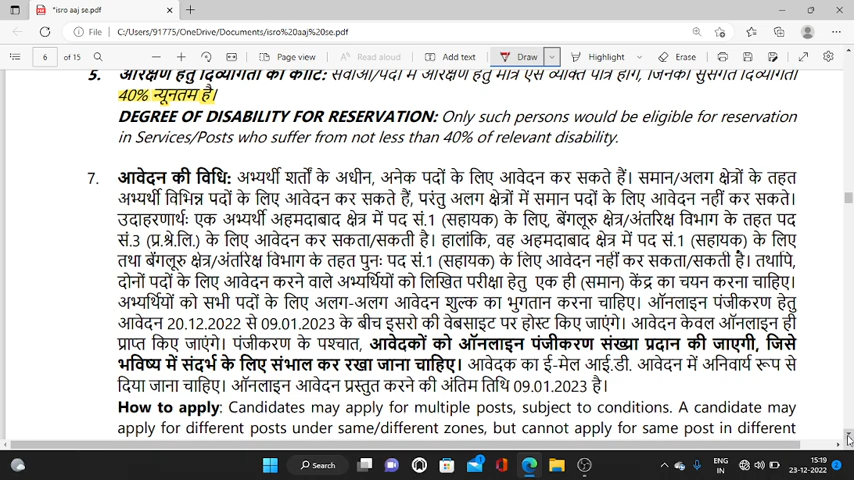 *isro aaj se.pdf
File
C:/Users/91775/OneDrive/Documents/isro%20aaj%20se.pdf
6 of 15
Page view
Read aloud
Add text
Draw
Highlight
Erase
5. आरक्षण हेतु दिव्यांगता की कोटि: सेवाओं/पदों में आरक्षण हेतु मात्र ऐसे व्यक्ति पात्र होंगे, जिनकी सुसंगत दिव्यांगता
40% न्यूनतम है।
DEGREE OF DISABILITY FOR RESERVATION: Only such persons would be eligible for reservation
in Services/Posts who suffer from not less than 40% of relevant disability.
7. आवेदन की विधि: अभ्यर्थी शर्तों के अधीन, अनेक पदों के लिए आवेदन कर सकते हैं। समान/अलग क्षेत्रों के तहत
अभ्यर्थी विभिन्न पदों के लिए आवेदन कर सकते हैं, परंतु अलग क्षेत्रों में समान पदों के लिए आवेदन नहीं कर सकते।
उदाहरणार्थ: एक अभ्यर्थी अहमदाबाद क्षेत्र में पद सं.1 (सहायक) के लिए, बेंगलूरु क्षेत्र/अंतरिक्ष विभाग के तहत पद
सं.3 (प्र.श्रे.लि.) के लिए आवेदन कर सकता/सकती है। हालांकि, वह अहमदाबाद क्षेत्र में पद सं.1 (सहायक) के लिए
तथा बेंगलूरु क्षेत्र/अंतरिक्ष विभाग के तहत पुनः पद सं.1 (सहायक) के लिए आवेदन नहीं कर सकता/सकती है। तथापि,
दोनों पदों के लिए आवेदन करने वाले अभ्यर्थियों को लिखित परीक्षा हेतु एक ही (समान) केंद्र का चयन करना चाहिए।
अभ्यर्थियों को सभी पदों के लिए अलग-अलग आवेदन शुल्क का भुगतान करना चाहिए। ऑनलाइन पंजीकरण हेतु
आवेदन 20.12.2022 से 09.01.2023 के बीच इसरो की वेबसाइट पर होस्ट किए जाएंगे। आवेदन केवल ऑनलाइन ही
प्राप्त किए जाएंगे। पंजीकरण के पश्चात, आवेदकों को ऑनलाइन पंजीकरण संख्या प्रदान की जाएगी, जिसे
भविष्य में संदर्भ के लिए संभाल कर रखा जाना चाहिए। आवेदक का ई-मेल आई.डी. आवेदन में अनिवार्य रूप से
दिया जाना चाहिए। ऑनलाइन आवेदन प्रस्तुत करने की अंतिम तिथि 09.01.2023 है।
How to apply: Candidates may apply for multiple posts, subject to conditions. A candidate may
apply for different posts under same/different zones, but cannot apply for same post in different
Search
ENG
IN
15:19
23-12-2022